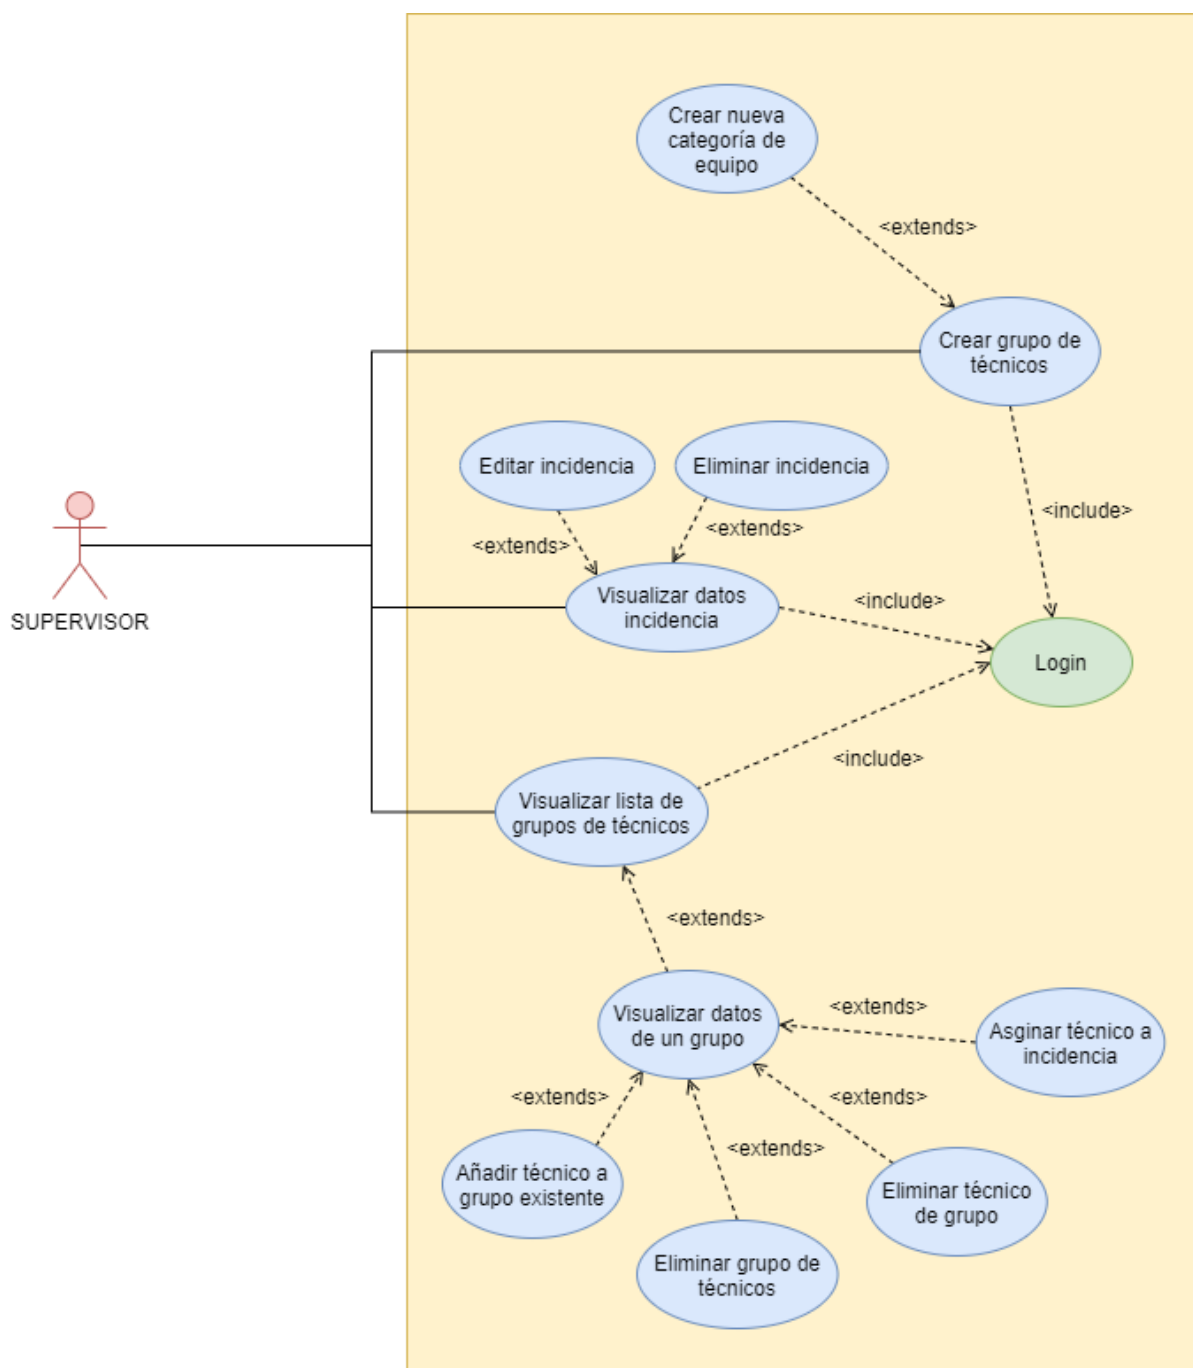 Crear nueva
categoría de
equipo
<extends>
Crear grupo de
técnicos
Editar incidencia
Eliminar incidencia
<include>
<extends>
<extends>
Visualizar datos
incidencia
<include>
SUPERVISOR
Login
<include>
Visualizar lista de
grupos de técnicos
<extends>
Visualizar datos
de un grupo
<extends>
Asginar técnico a
incidencia
<extends>
<extends>
<extends>
Añadir técnico a
grupo existente
Eliminar técnico
de grupo
Eliminar grupo de
técnicos